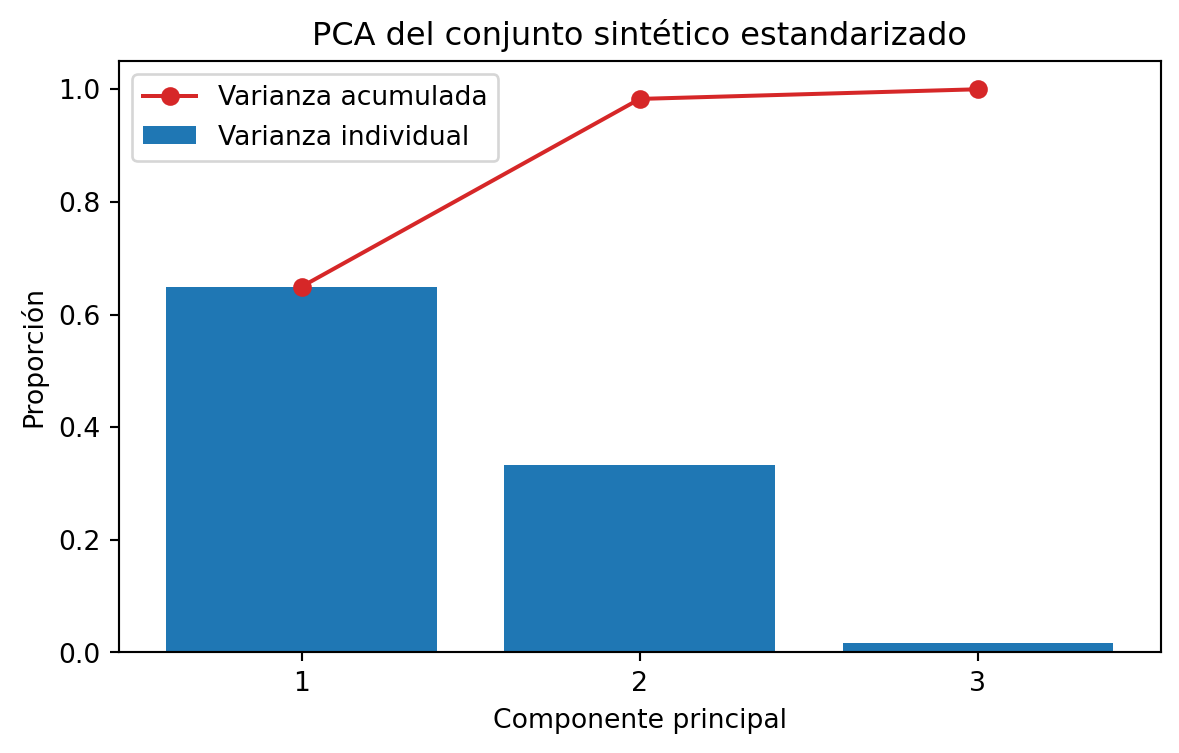 PCA del conjunto sintético estandarizado
Varianza acumulada
Varianza individual
Proporción
1.0
0.8
0.6
0.4
0.2
0.0
1
2
3
Componente principal